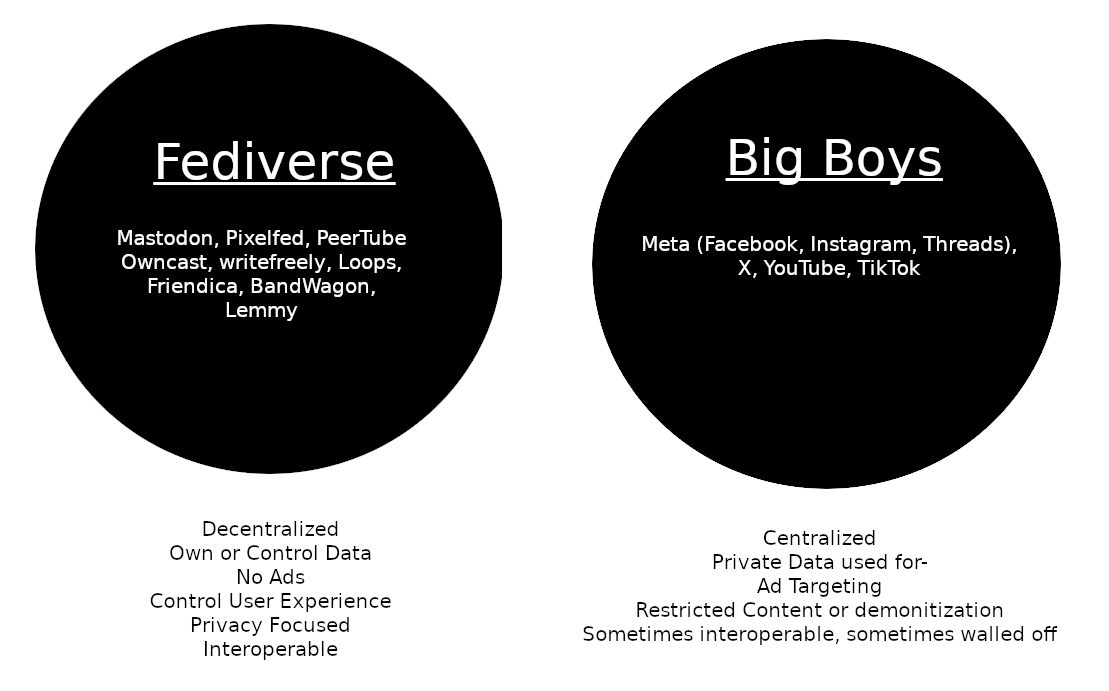 Fediverse
Mastodon, Pixelfed, PeerTube
Owncast, writefreely, Loops,
Friendica, BandWagon,
Lemmy
Decentralized
Own or Control Data
No Ads
Control User Experience
Privacy Focused
Interoperable
Big Boys
Meta (Facebook, Instagram, Threads),
X, YouTube, TikTok
Centralized
Private Data used for-
Ad Targeting
Restricted Content or demonitization
Sometimes interoperable, sometimes walled off